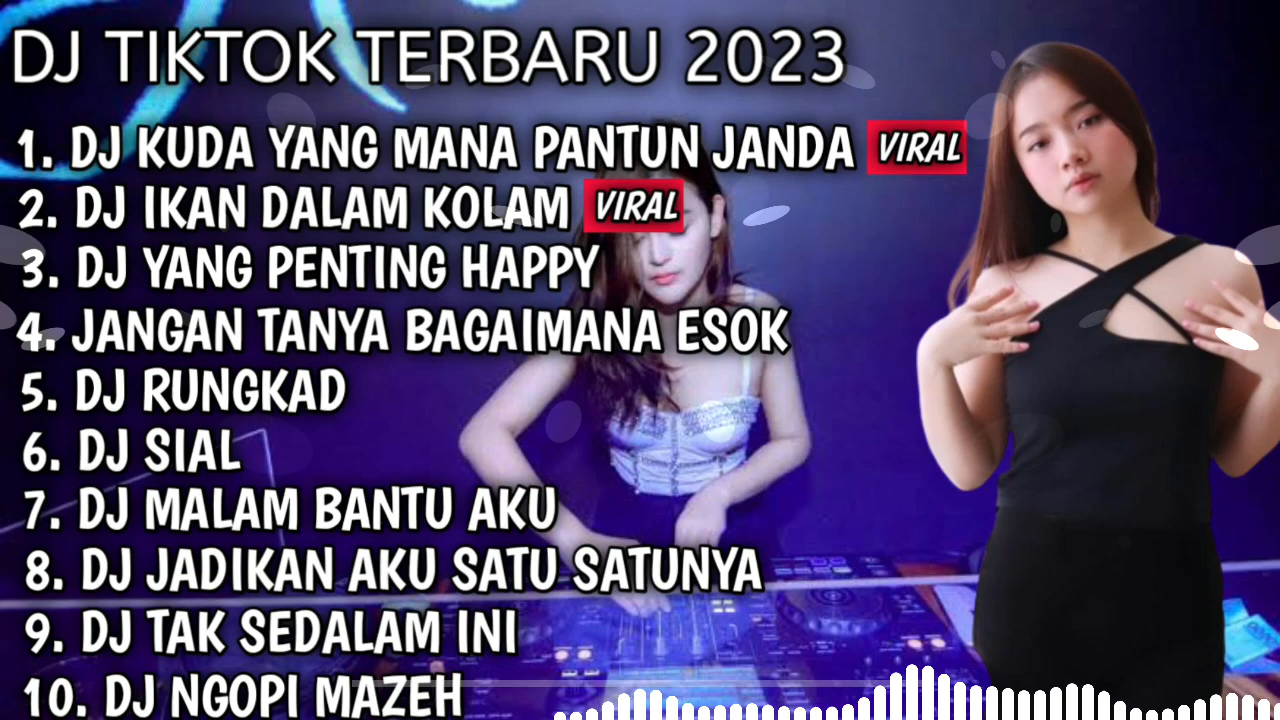 DJ TIKTOK TERBARU 2023
1. DJ KUDA YANG MANA PANTUN JANDA VIRAL
2. DJ IKAN DALAM KOLAM VIRAL
3. DJ YANG PENTING HAPPY
4. JANGAN TANYA BAGAIMANA ESOK
5. DJ RUNGKAD
6. DJ SIAL
7. DJ MALAM BANTU AKU
8. DJ JADIKAN AKU SATU SATUNYA
9. DJ TAK SEDALAM INI
10. DJ NGOPI MAZEH